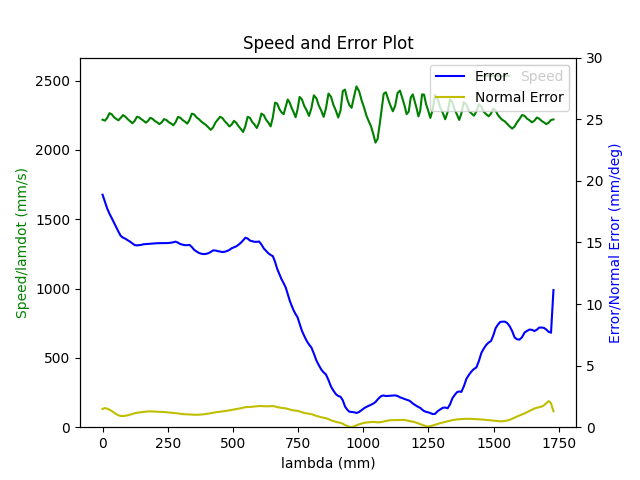 Speed and Error Plot
Speed
Error
Normal Error
2500
2000
1500
1000
500
0
30
25
20
15
10
5
0
0 250 500 750 1000 1250 1500 1750
lambda (mm)
Speed/lamdot (mm/s)
Error/Normal Error (mm/deg)